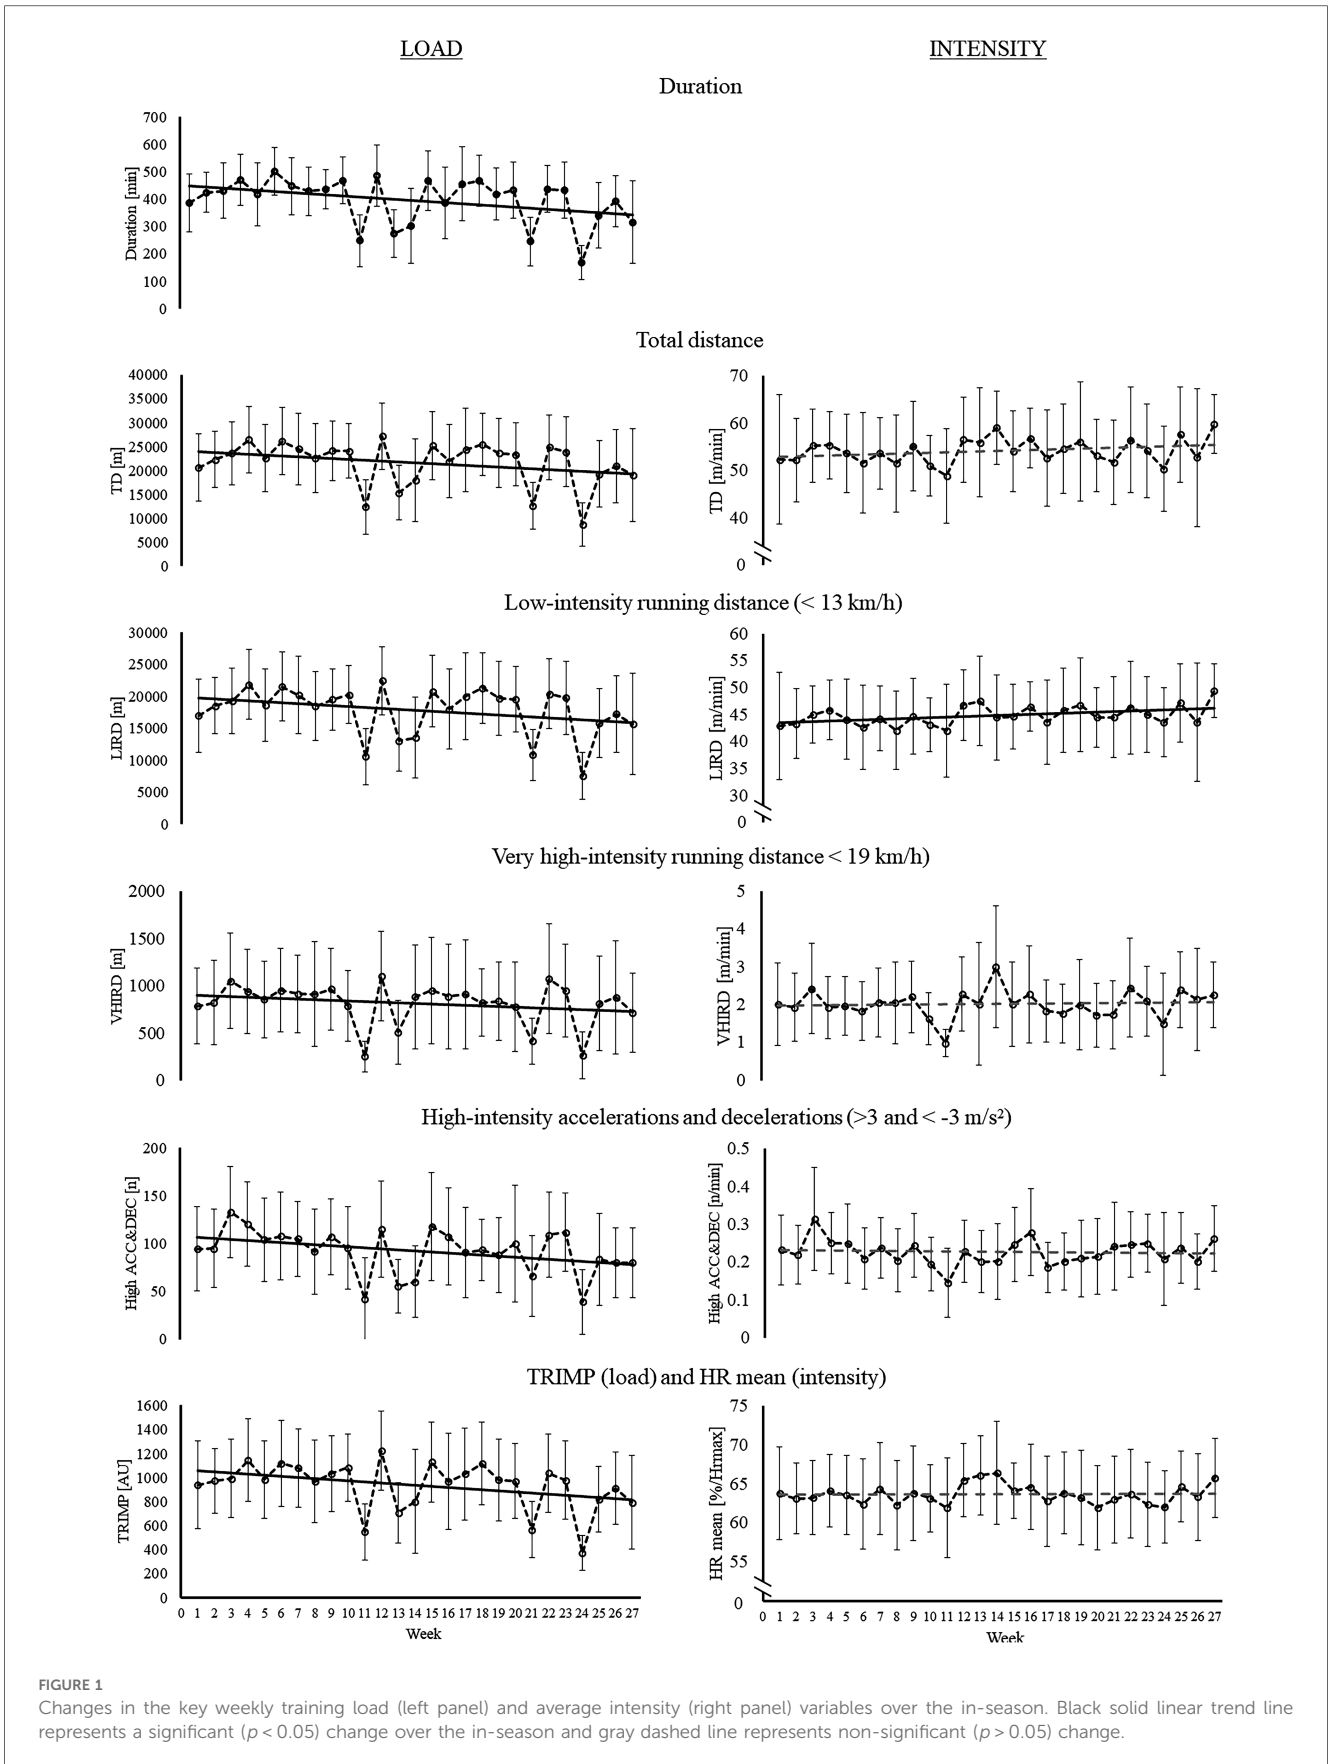 LOAD
INTENSITY
Duration
700
600
500
400
300
200
100
0
Duration [min]
Total distance
40000
35000
30000
25000
20000
15000
10000
5000
0
TD [m]
70
60
50
40
0
TD [m/min]
Low-intensity running distance (< 13 km/h)
30000
25000
20000
15000
10000
5000
0
LIRD [m]
60
55
50
45
40
35
30
0
LIRD [m/min]
Very high-intensity running distance < 19 km/h)
2000
1500
1000
500
0
VHIRD [m]
5
4
3
2
1
0
VHIRD [m/min]
High-intensity accelerations and decelerations (>3 and < -3 m/s²)
200
150
100
50
0
High ACC&DEC [n]
0.5
0.4
0.3
0.2
0.1
0
High ACC&DEC [n/min]
TRIMP (load) and HR mean (intensity)
1600
1400
1200
1000
800
600
400
200
0
TRIMP [AU]
0 1 2 3 4 5 6 7 8 9 10 11 12 13 14 15 16 17 18 19 20 21 22 23 24 25 26 27
Week
75
70
65
60
55
0
HR mean [%/Hrmax]
0 1 2 3 4 5 6 7 8 9 10 11 12 13 14 15 16 17 18 19 20 21 22 23 24 25 26 27
Week
FIGURE 1
Changes in the key weekly training load (left panel) and average intensity (right panel) variables over the in-season. Black solid linear trend line
represents a significant (p < 0.05) change over the in-season and gray dashed line represents non-significant (p > 0.05) change.